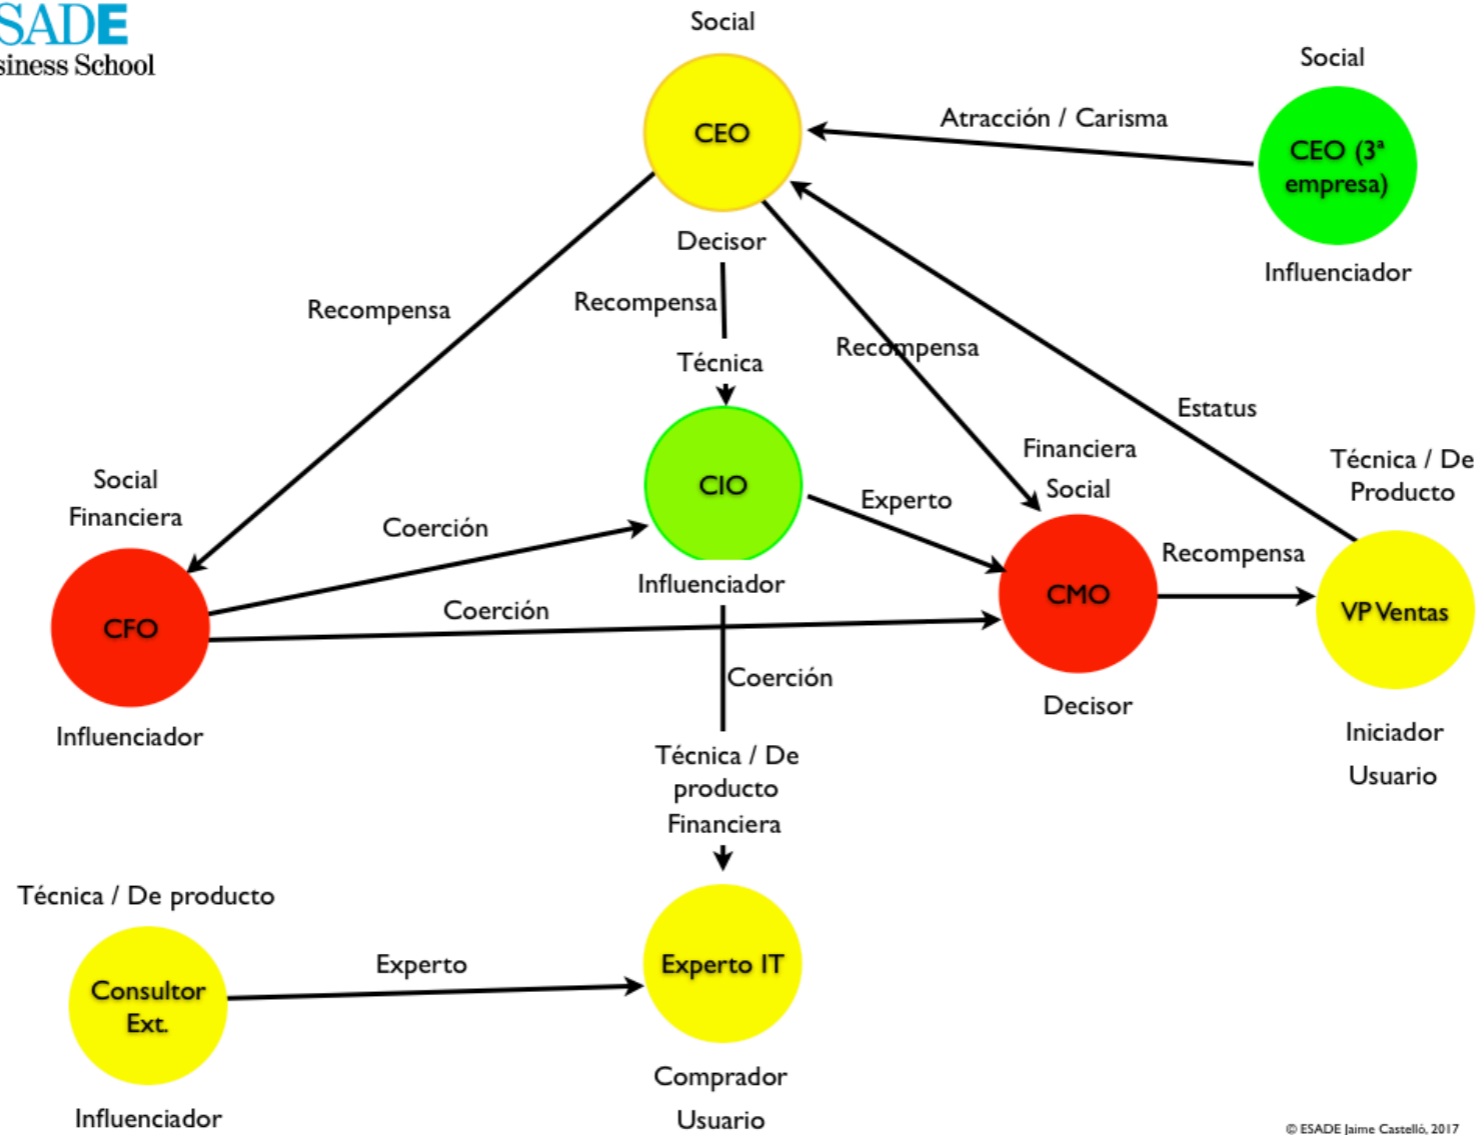 SADE
siness School
Social
CEO
Decisor
Social
CEO (3ª
empresa)
Influenciador
Atracción / Carisma
Recompensa
Recompensa
Recompensa
Estatus
Técnica
CIO
Influenciador
Social
Financiera
CFO
Influenciador
Coerción
Coerción
Experto
Financiera
Social
CMO
Decisor
Recompensa
Técnica / De
Producto
VP Ventas
Iniciador
Usuario
Coerción
Técnica / De
producto
Financiera
Experto IT
Comprador
Usuario
Técnica / De producto
Consultor
Ext.
Influenciador
Experto
© ESADE Jaime Castelló, 2017